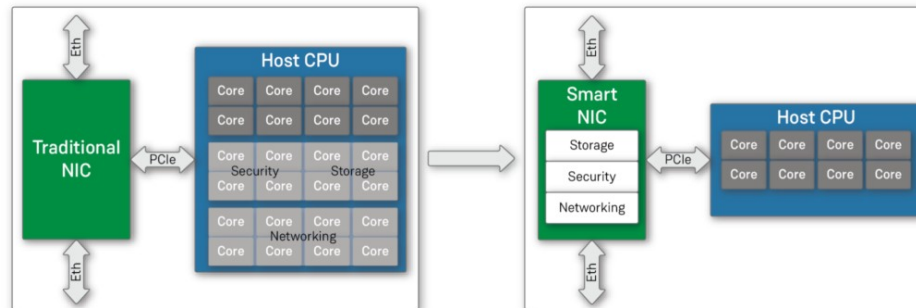 Eth
Traditional
NIC
Eth
PCIe
Host CPU
Core Core Core Core
Core Core Core Core
Core Core Core Core
Security Storage
Core Core Core Core
Core Core Core Core
Networking
Core Core Core Core
Eth
Smart
NIC
Storage
Security
Networking
Eth
PCIe
Host CPU
Core Core Core Core
Core Core Core Core